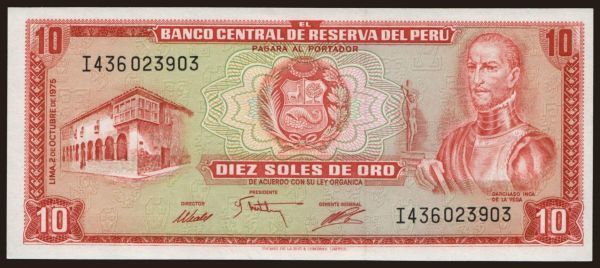 EL
10 BANCO CENTRAL DE RESERVA DEL PERÚ 10
PAGARÁ AL PORTADOR
I436023903
LIMA, 2 DE OCTUBRE DE 1975
DIEZ SOLES DE ORO
DE ACUERDO CON SU LEY ORGANICA
GARCILASO INCA
DE LA VEGA
PRESIDENTE
DIRECTOR
GERENTE GENERAL
I436023903
10 10